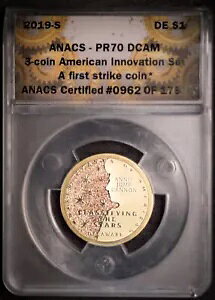 2019-S DE $1
ANACS - PR70 DCAM
3-coin American Innovation Set
A first strike coin*
ANACS Certified #0962 OF 175
ANNIE
JUMP
CANNON
CLASSIFYING
THE
STARS
DELAWARE